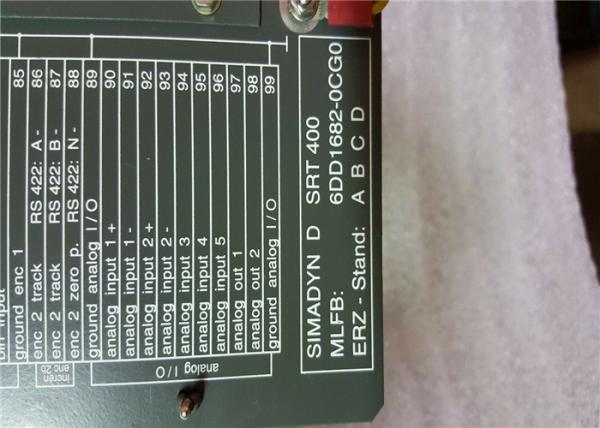 ground enc 1 85
enc 2 track RS 422: A - 86
enc 2 track RS 422: B - 87
enc 2 zero p. RS 422: N - 88
ground analog I / O 89
analog input 1 + 90
analog input 1 - 91
analog input 2 + 92
analog input 2 - 93
analog input 3 94
analog input 4 95
analog input 5 96
analog out 1 97
analog out 2 98
ground analog I / O 99
increm
enc 2b
analog I / O
SIMADYN D SRT 400
MLFB: 6DD1682-0CG0
ERZ - Stand: A B C D